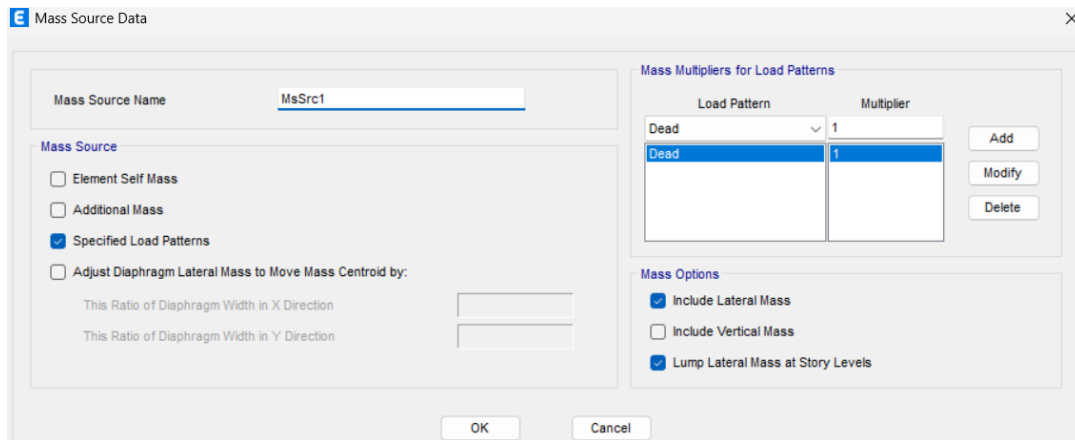 E Mass Source Data
Mass Source Name MsSrc1
Mass Source
Element Self Mass
Additional Mass
Specified Load Patterns
Adjust Diaphragm Lateral Mass to Move Mass Centroid by:
This Ratio of Diaphragm Width in X Direction
This Ratio of Diaphragm Width in Y Direction
Mass Multipliers for Load Patterns
Load Pattern Multiplier
Dead 1
Dead 1
Add
Modify
Delete
Mass Options
Include Lateral Mass
Include Vertical Mass
Lump Lateral Mass at Story Levels
OK Cancel